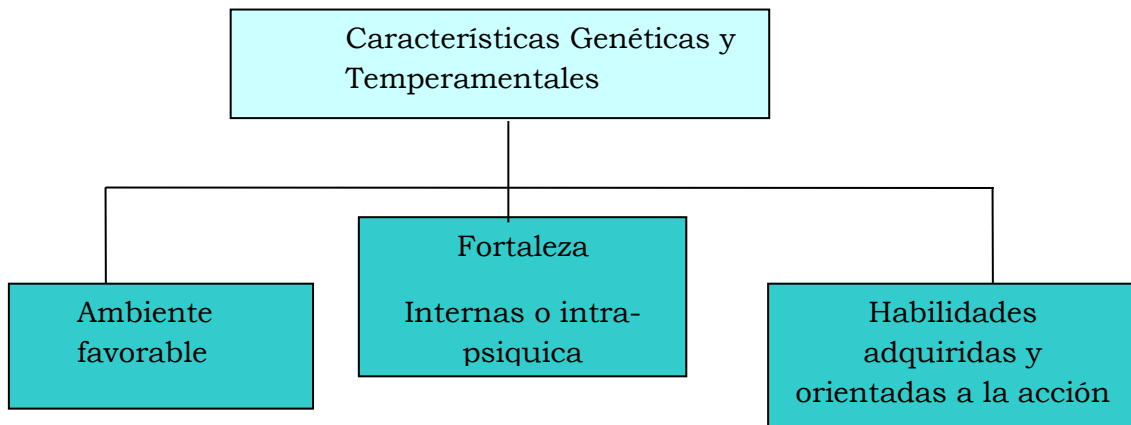 Características Genéticas y
Temperamentales
Fortaleza
Internas o intra-
psiquica
Ambiente
favorable
Habilidades
adquiridas y
orientadas a la acción